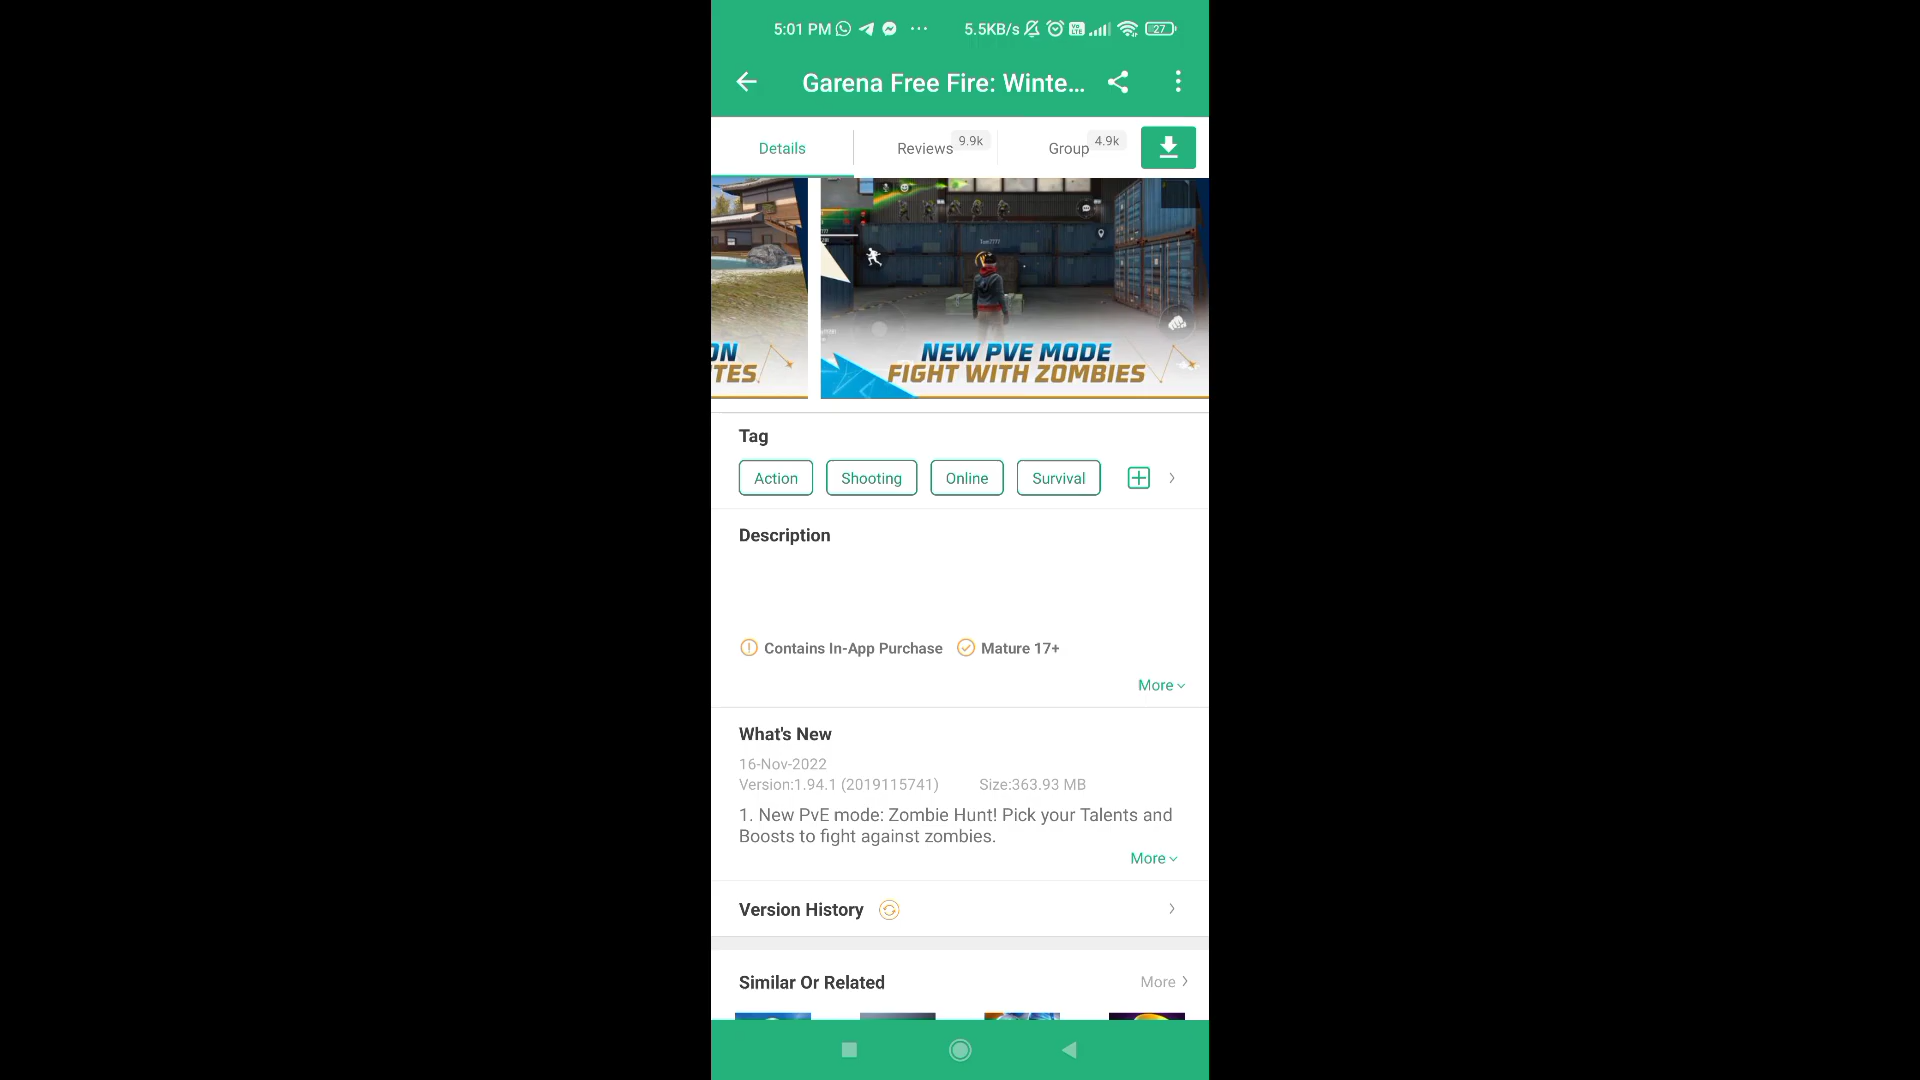 5:01 PM ... 5.5KB/s 27
Garena Free Fire: Winte...
Details
Reviews 9.9k
Group 4.9k
ON
TES
NEW PVE MODE
FIGHT WITH ZOMBIES
Tag
Action Shooting Online Survival
Description
Contains In-App Purchase Mature 17+
More
What's New
16-Nov-2022
Version:1.94.1 (2019115741) Size:363.93 MB
1. New PvE mode: Zombie Hunt! Pick your Talents and
Boosts to fight against zombies.
More
Version History
Similar Or Related More